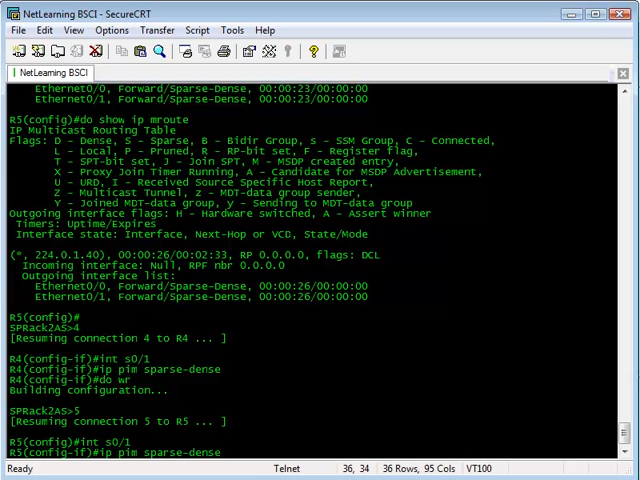 NetLearning BSCI - SecureCRT
File Edit View Options Transfer Script Tools Help
NetLearning BSCI
Ethernet0/0, Forward/Sparse-Dense, 00:00:23/00:00:00
Ethernet0/1, Forward/Sparse-Dense, 00:00:23/00:00:00
R5(config)#do show ip mroute
IP Multicast Routing Table
Flags: D - Dense, S - Sparse, B - Bidir Group, s - SSM Group, C - Connected,
L - Local, P - Pruned, R - RP-bit set, F - Register flag,
T - SPT-bit set, J - Join SPT, M - MSDP created entry,
X - Proxy Join Timer Running, A - Candidate for MSDP Advertisement,
U - URD, I - Received Source Specific Host Report,
Z - Multicast Tunnel, z - MDT-data group sender,
Y - Joined MDT-data group, y - Sending to MDT-data group
Outgoing interface flags: H - Hardware switched, A - Assert winner
Timers: Uptime/Expires
Interface state: Interface, Next-Hop or VCD, State/Mode
(*, 224.0.1.40), 00:00:26/00:02:33, RP 0.0.0.0, flags: DCL
Incoming interface: Null, RPF nbr 0.0.0.0
Outgoing interface list:
Ethernet0/0, Forward/Sparse-Dense, 00:00:26/00:00:00
Ethernet0/1, Forward/Sparse-Dense, 00:00:26/00:00:00
R5(config)#
SPRack2AS>4
[Resuming connection 4 to R4 ... ]
R4(config-if)#int s0/1
R4(config-if)#ip pim sparse-dense
R4(config-if)#do wr
Building configuration...
SPRack2AS>5
[Resuming connection 5 to R5 ... ]
R5(config)#int s0/1
R5(config-if)#ip pim sparse-dense
Ready Telnet 36, 34 36 Rows, 95 Cols VT100